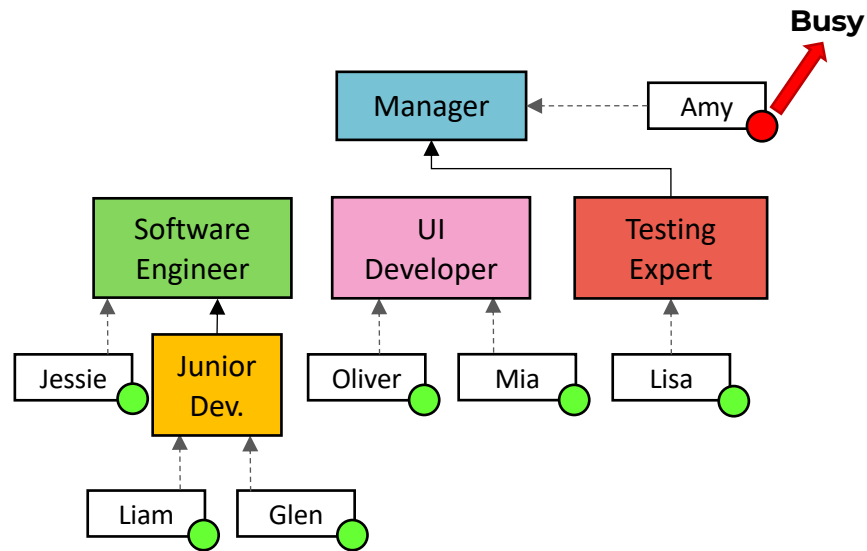 Busy
Manager
Amy
Software
Engineer
UI
Developer
Testing
Expert
Jessie
Junior
Dev.
Oliver
Mia
Lisa
Liam
Glen